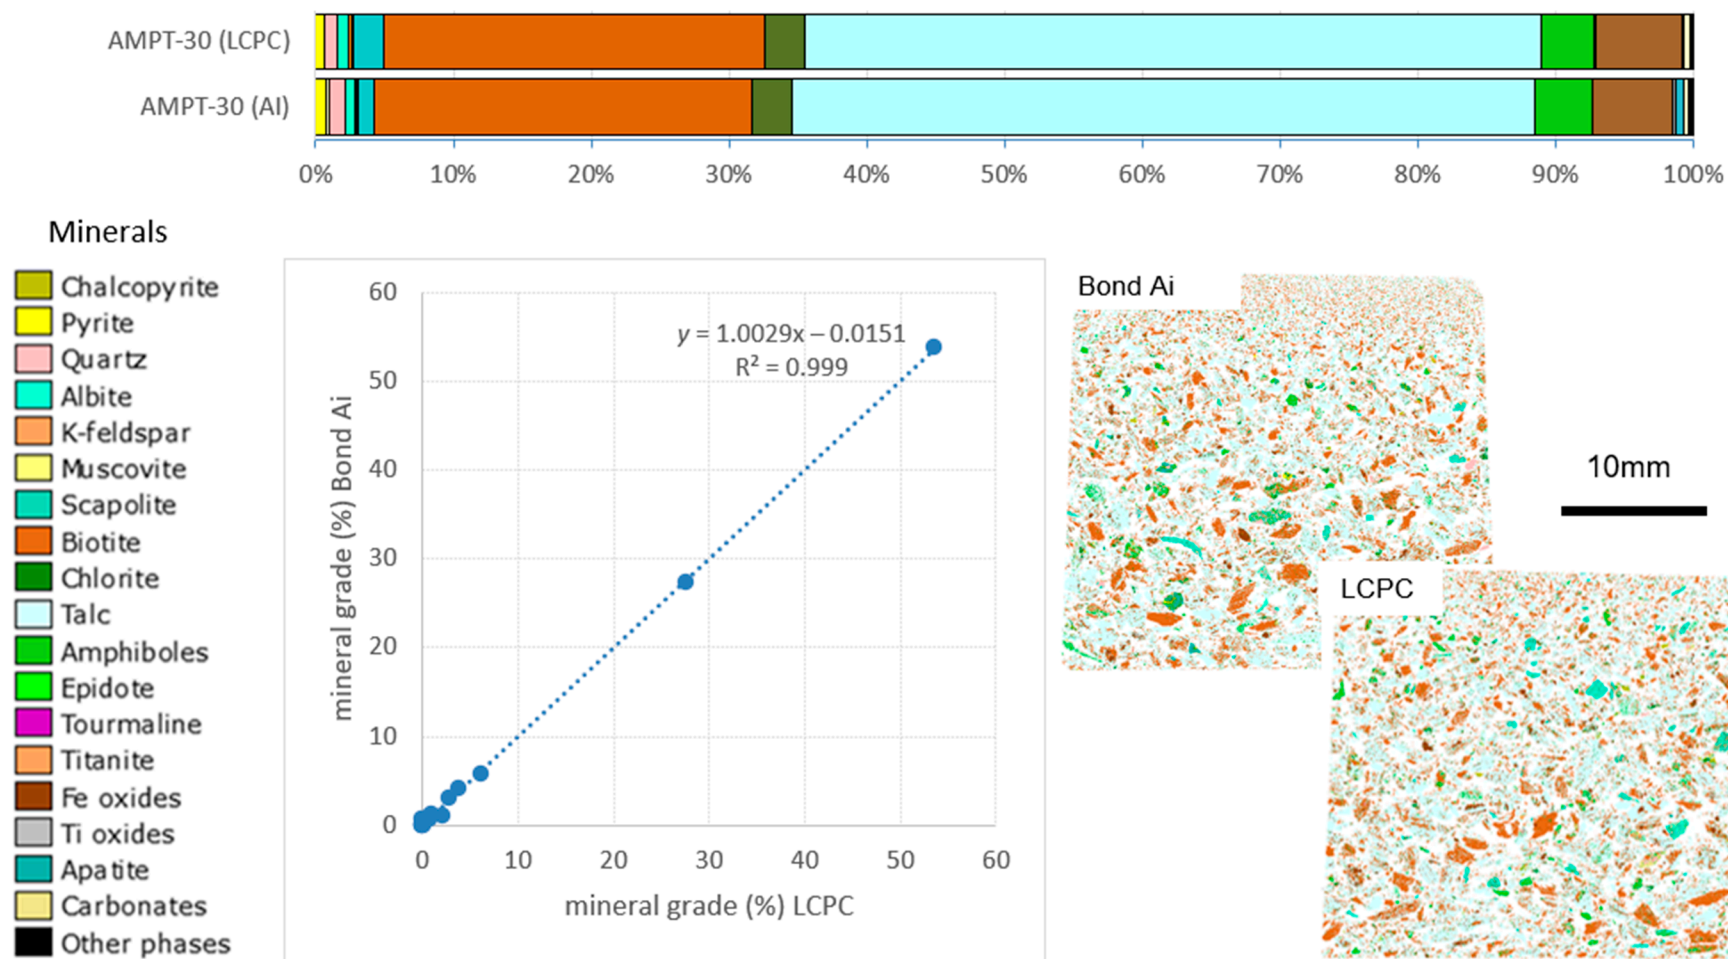 AMPT-30 (LCPC)
AMPT-30 (AI)
0% 10% 20% 30% 40% 50% 60% 70% 80% 90% 100%
Minerals
Chalcopyrite
Pyrite
Quartz
Albite
K-feldspar
Muscovite
Scapolite
Biotite
Chlorite
Talc
Amphiboles
Epidote
Tourmaline
Titanite
Fe oxides
Ti oxides
Apatite
Carbonates
Other phases
mineral grade (%) Bond Ai
60
50
40
30
20
10
0
y = 1.0029x – 0.0151
R² = 0.999
0 10 20 30 40 50 60
mineral grade (%) LCPC
Bond Ai
10mm
LCPC